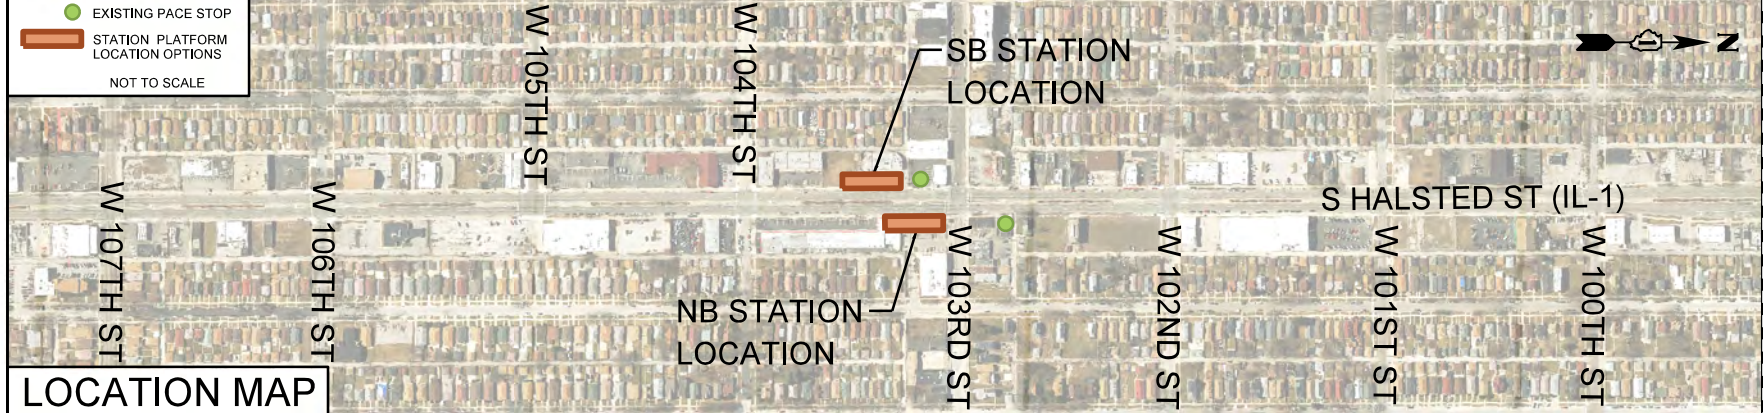 EXISTING PACE STOP
STATION PLATFORM
LOCATION OPTIONS
NOT TO SCALE
W 105TH ST
W 104TH ST
SB STATION
LOCATION
N
W 107TH ST
W 106TH ST
S HALSTED ST (IL-1)
NB STATION
LOCATION
W 103RD ST
W 102ND ST
W 101ST ST
W 100TH ST
LOCATION MAP